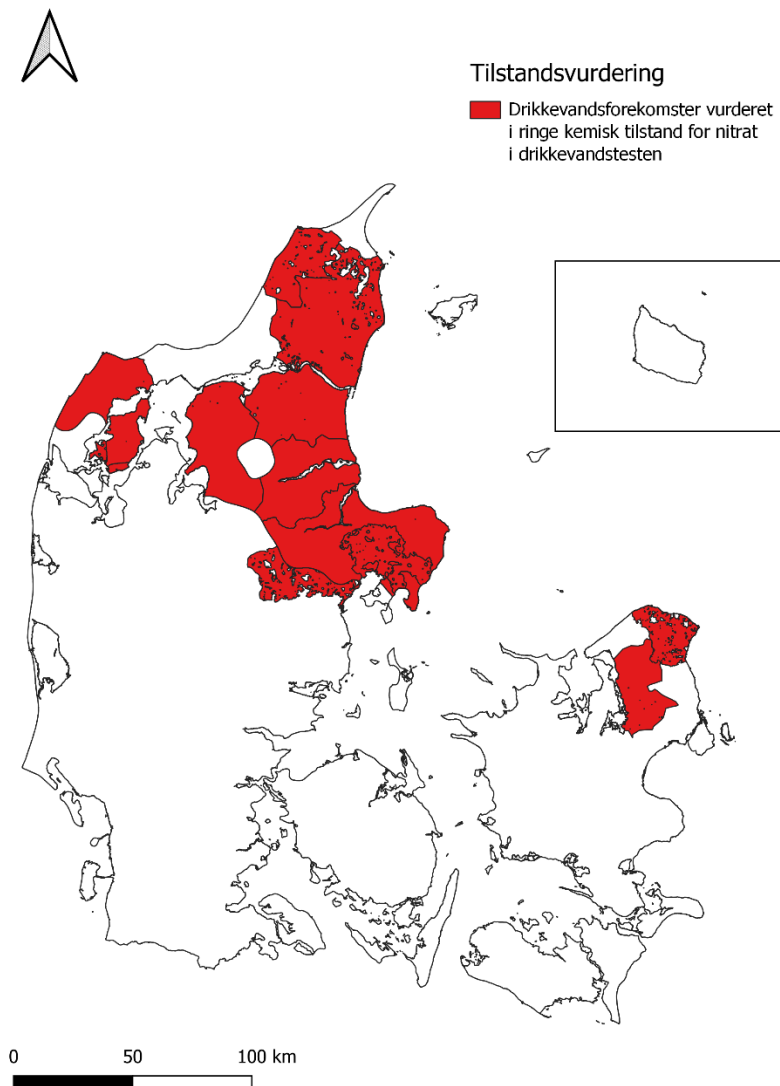 Tilstandsvurdering
Drikkevandsforekomster vurderet
i ringe kemisk tilstand for nitrat
i drikkevandstesten
0 50 100 km